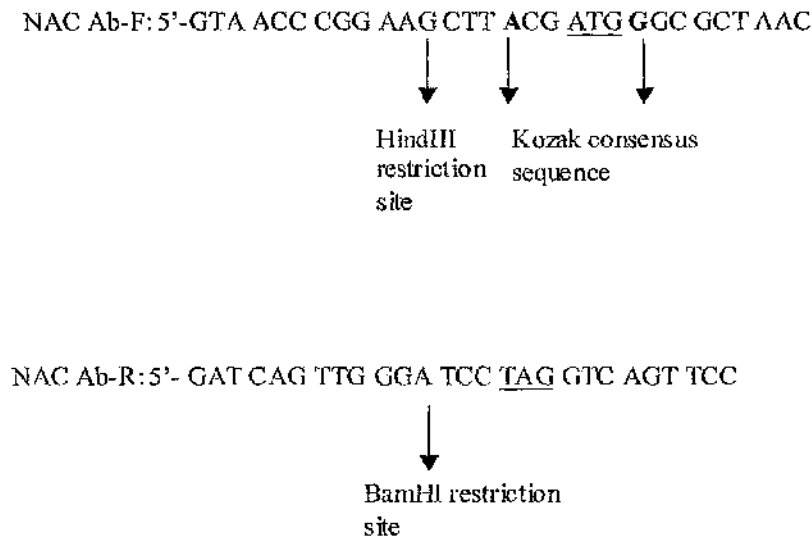 NAC Ab-F: 5'-GTA ACC CGG AAG CTT ACG ATG GGC GCT AAC
HindIII restriction site
Kozak consensus sequence
NAC Ab-R: 5'- GAT CAG TTG GGA TCC TAG GTC AGT TCC
BamHI restriction site